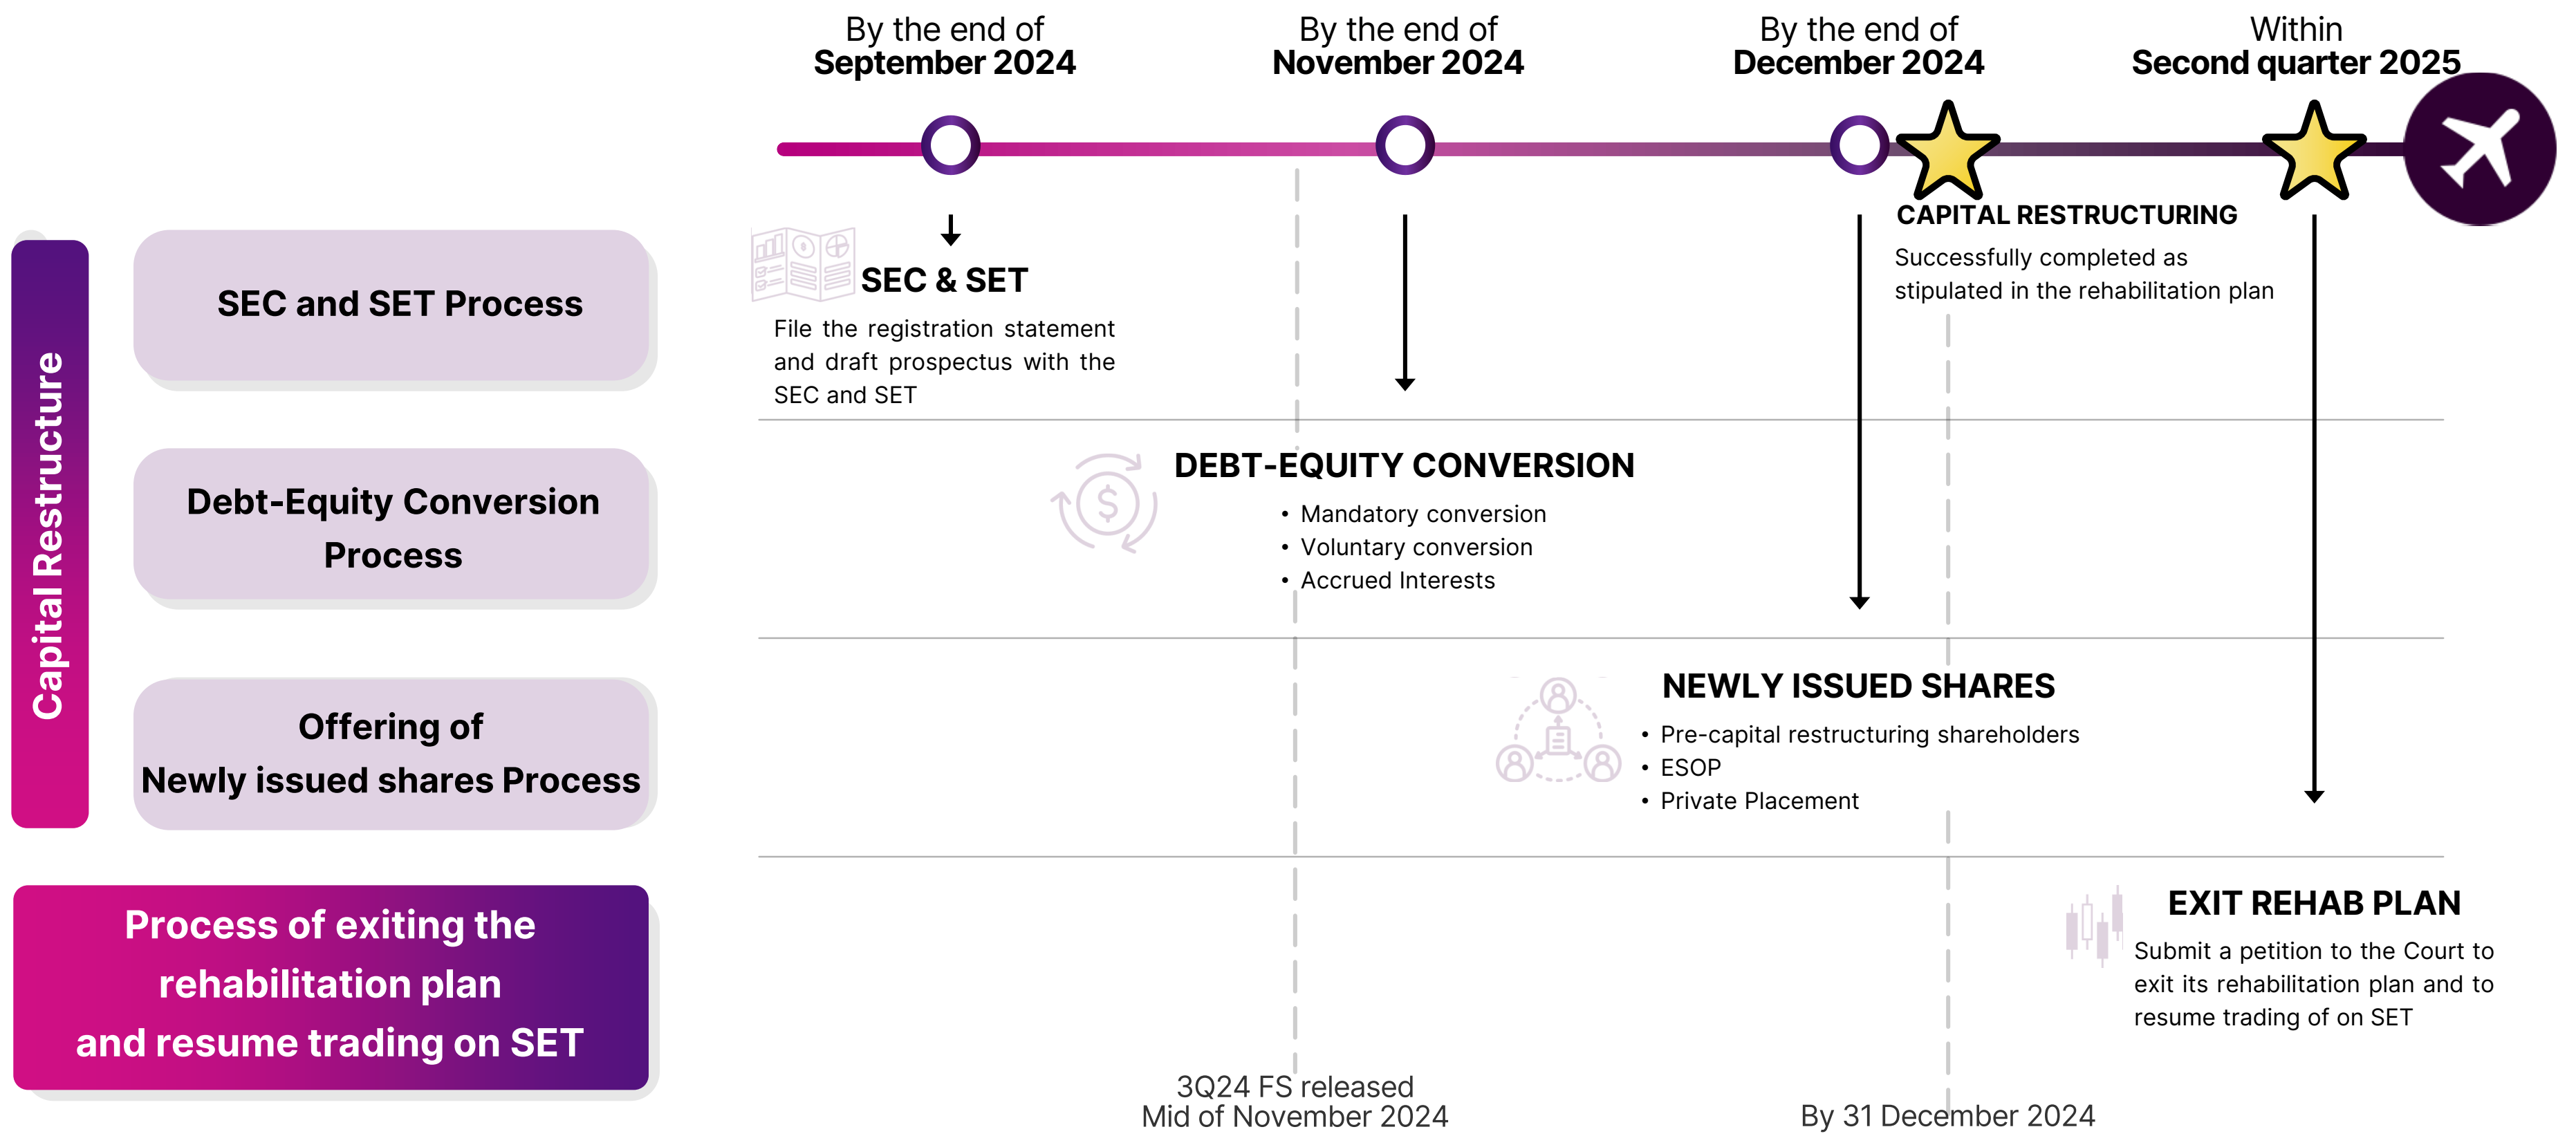 By the end of
September 2024
By the end of
November 2024
By the end of
December 2024
Within
Second quarter 2025
CAPITAL RESTRUCTURING
Successfully completed as
stipulated in the rehabilitation plan
Capital Restructure
SEC and SET Process
SEC & SET
File the registration statement
and draft prospectus with the
SEC and SET
Debt-Equity Conversion
Process
DEBT-EQUITY CONVERSION
• Mandatory conversion
• Voluntary conversion
• Accrued Interests
Offering of
Newly issued shares Process
NEWLY ISSUED SHARES
• Pre-capital restructuring shareholders
• ESOP
• Private Placement
Process of exiting the
rehabilitation plan
and resume trading on SET
EXIT REHAB PLAN
Submit a petition to the Court to
exit its rehabilitation plan and to
resume trading of on SET
3Q24 FS released
Mid of November 2024
By 31 December 2024